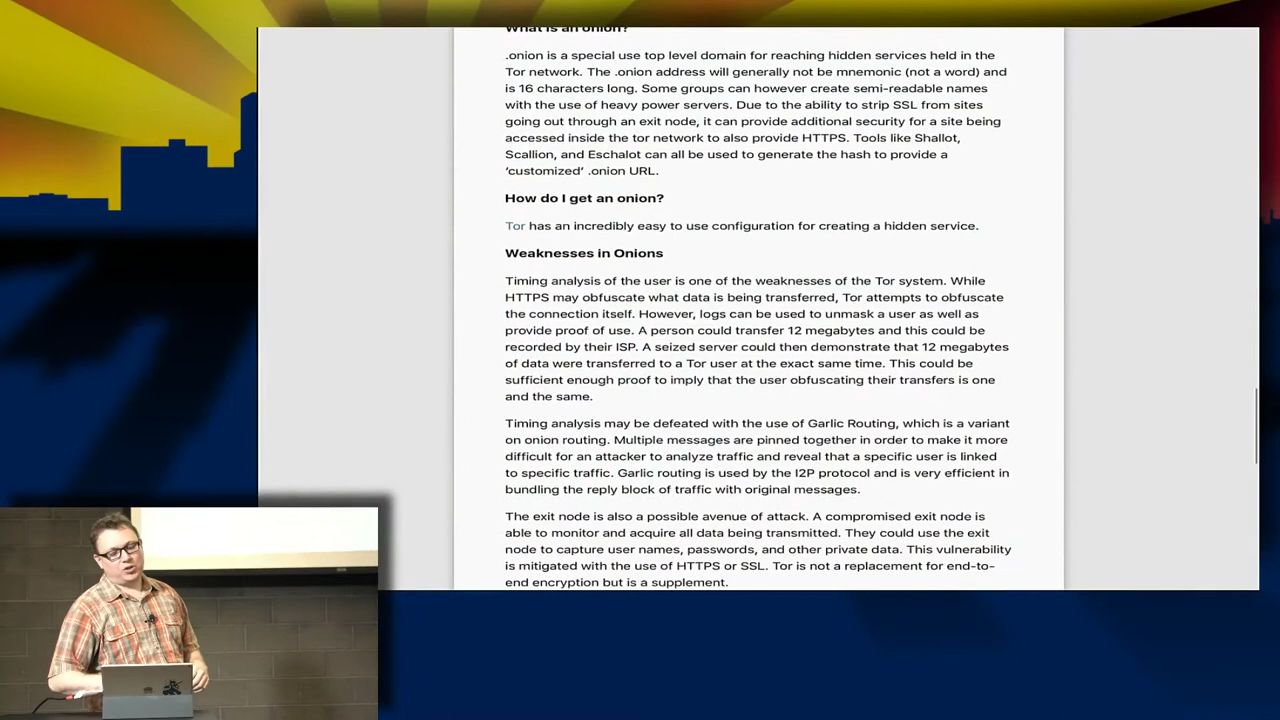 What is an onion?
.onion is a special use top level domain for reaching hidden services held in the
Tor network. The .onion address will generally not be mnemonic (not a word) and
is 16 characters long. Some groups can however create semi-readable names
with the use of heavy power servers. Due to the ability to strip SSL from sites
going out through an exit node, it can provide additional security for a site being
accessed inside the tor network to also provide HTTPS. Tools like Shallot,
Scallion, and Eschalot can all be used to generate the hash to provide a
‘customized’ .onion URL.
How do I get an onion?
Tor has an incredibly easy to use configuration for creating a hidden service.
Weaknesses in Onions
Timing analysis of the user is one of the weaknesses of the Tor system. While
HTTPS may obfuscate what data is being transferred, Tor attempts to obfuscate
the connection itself. However, logs can be used to unmask a user as well as
provide proof of use. A person could transfer 12 megabytes and this could be
recorded by their ISP. A seized server could then demonstrate that 12 megabytes
of data were transferred to a Tor user at the exact same time. This could be
sufficient enough proof to imply that the user obfuscating their transfers is one
and the same.
Timing analysis may be defeated with the use of Garlic Routing, which is a variant
on onion routing. Multiple messages are pinned together in order to make it more
difficult for an attacker to analyze traffic and reveal that a specific user is linked
to specific traffic. Garlic routing is used by the I2P protocol and is very efficient in
bundling the reply block of traffic with original messages.
The exit node is also a possible avenue of attack. A compromised exit node is
able to monitor and acquire all data being transmitted. They could use the exit
node to capture user names, passwords, and other private data. This vulnerability
is mitigated with the use of HTTPS or SSL. Tor is not a replacement for end-to-
end encryption but is a supplement.